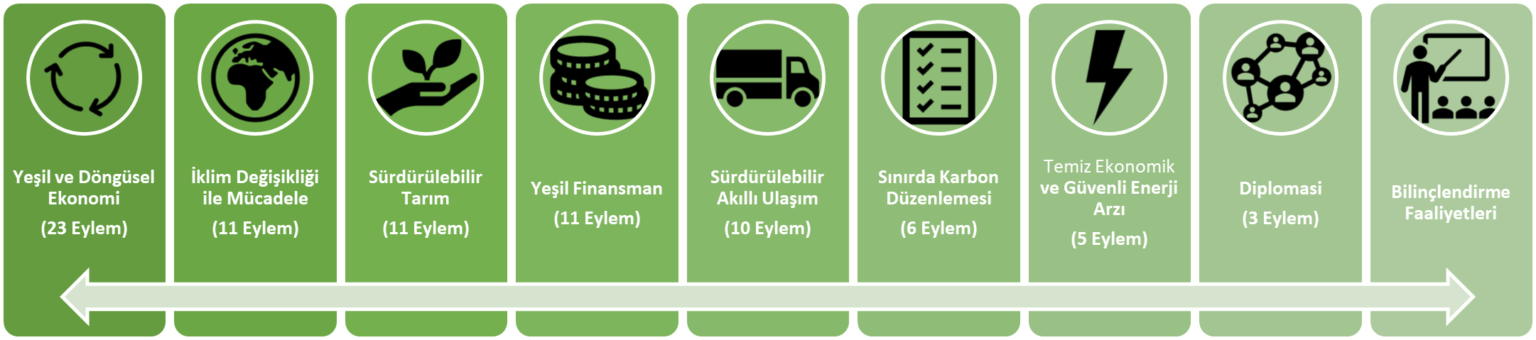 Yeşil ve Döngüsel
Ekonomi
(23 Eylem)
İklim Değişikliği
ile Mücadele
(11 Eylem)
Sürdürülebilir
Tarım
(11 Eylem)
Yeşil Finansman
(11 Eylem)
Sürdürülebilir
Akıllı Ulaşım
(10 Eylem)
Sınırda Karbon
Düzenlemesi
(6 Eylem)
Temiz Ekonomik
ve Güvenli Enerji
Arzı
(5 Eylem)
Diplomasi
(3 Eylem)
Bilinçlendirme
Faaliyetleri